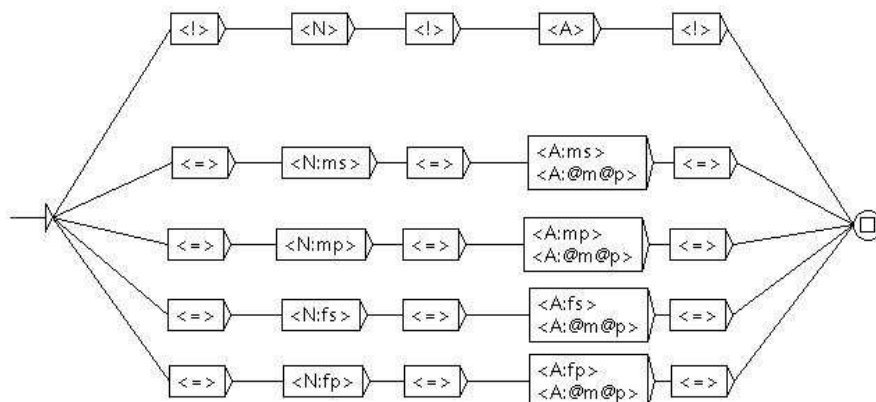 <!> <N> <!> <A> <!>
<=> <N:ms> <=> <A:ms> <=>
<A:@m@p>
<=> <N:mp> <=> <A:mp> <=>
<A:@m@p>
<=> <N:fs> <=> <A:fs> <=>
<A:@m@p>
<=> <N:fp> <=> <A:fp> <=>
<A:@m@p>